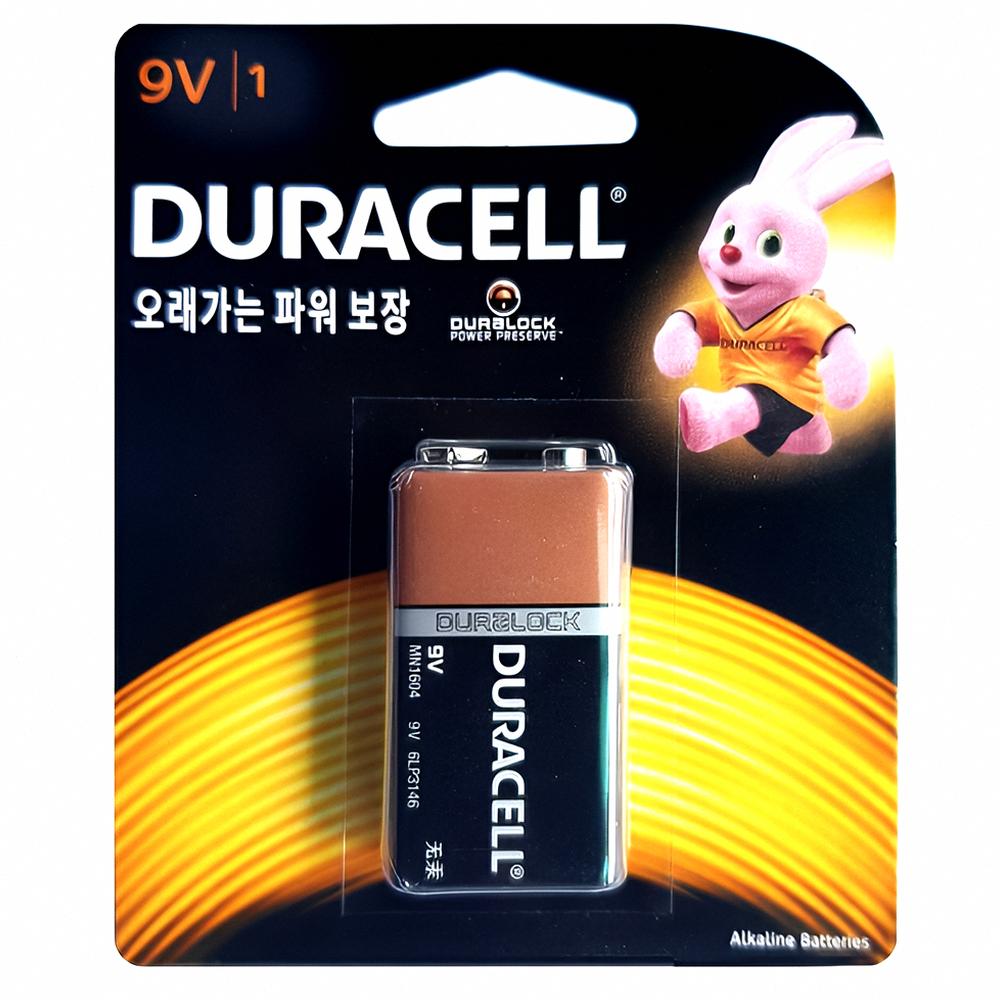 9V | 1
DURACELL®
오래가는 파워 보장
DURALOCK
POWER PRESERVE™
DURACELL
DURALOCK
DURACELL®
9V
MN1604 9V 6LP3146
无汞
Alkaline Batteries